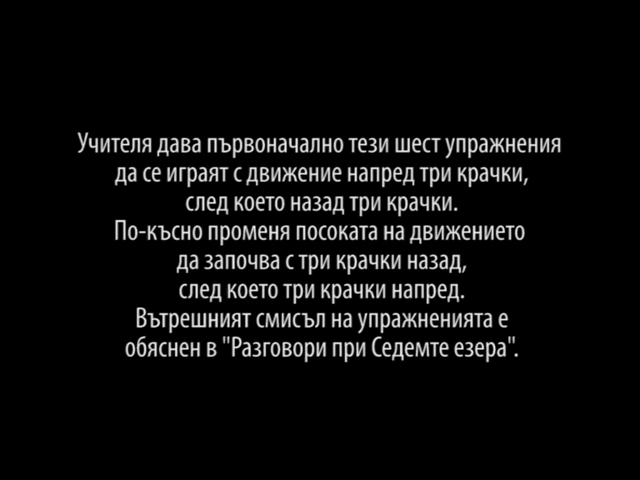 Учителя дава първоначално тези шест упражнения
да се играят с движение напред три крачки,
след което назад три крачки.
По-късно променя посоката на движението
да започва с три крачки назад,
след което три крачки напред.
Вътрешният смисъл на упражненията е
обяснен в "Разговори при Седемте езера".